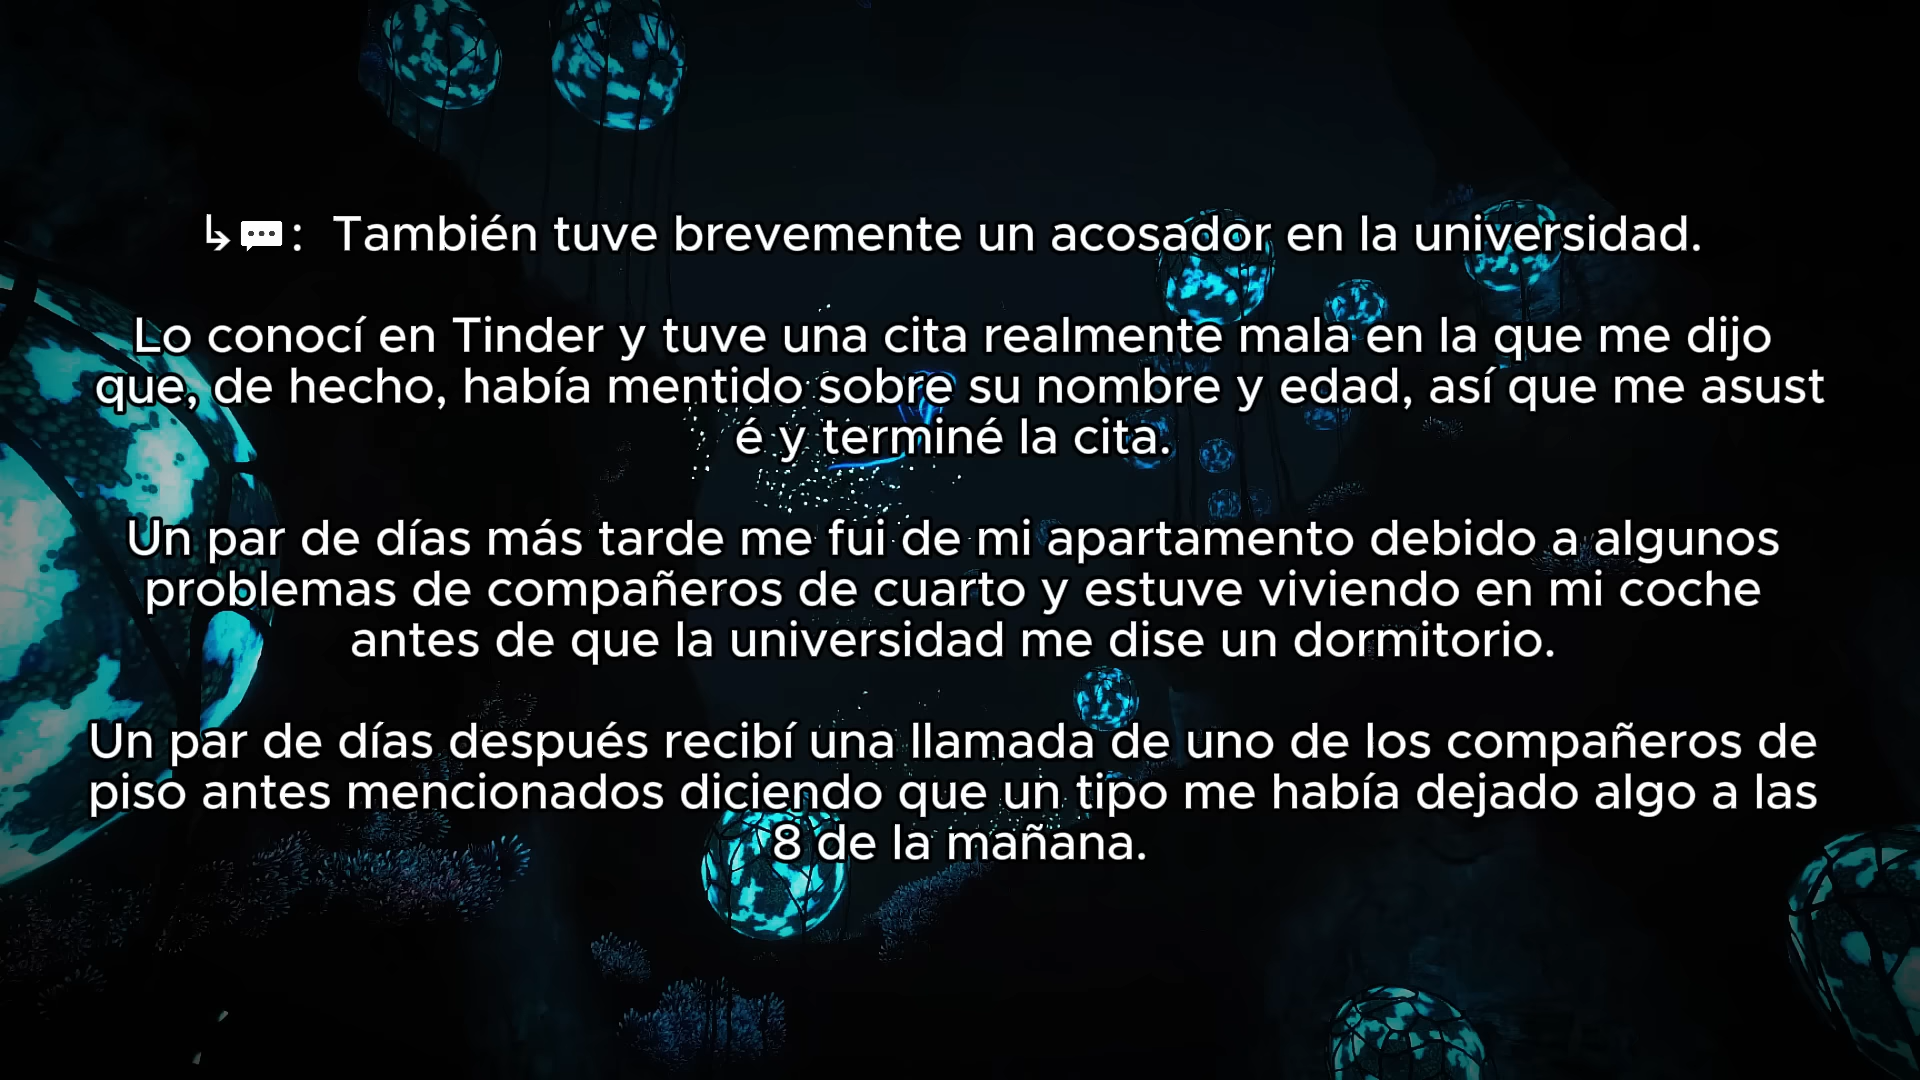 ↳💬: También tuve brevemente un acosador en la universidad.
Lo conocí en Tinder y tuve una cita realmente mala en la que me dijo
que, de hecho, había mentido sobre su nombre y edad, así que me asust
é y terminé la cita.
Un par de días más tarde me fui de mi apartamento debido a algunos
problemas de compañeros de cuarto y estuve viviendo en mi coche
antes de que la universidad me dise un dormitorio.
Un par de días después recibí una llamada de uno de los compañeros de
piso antes mencionados diciendo que un tipo me había dejado algo a las
8 de la mañana.